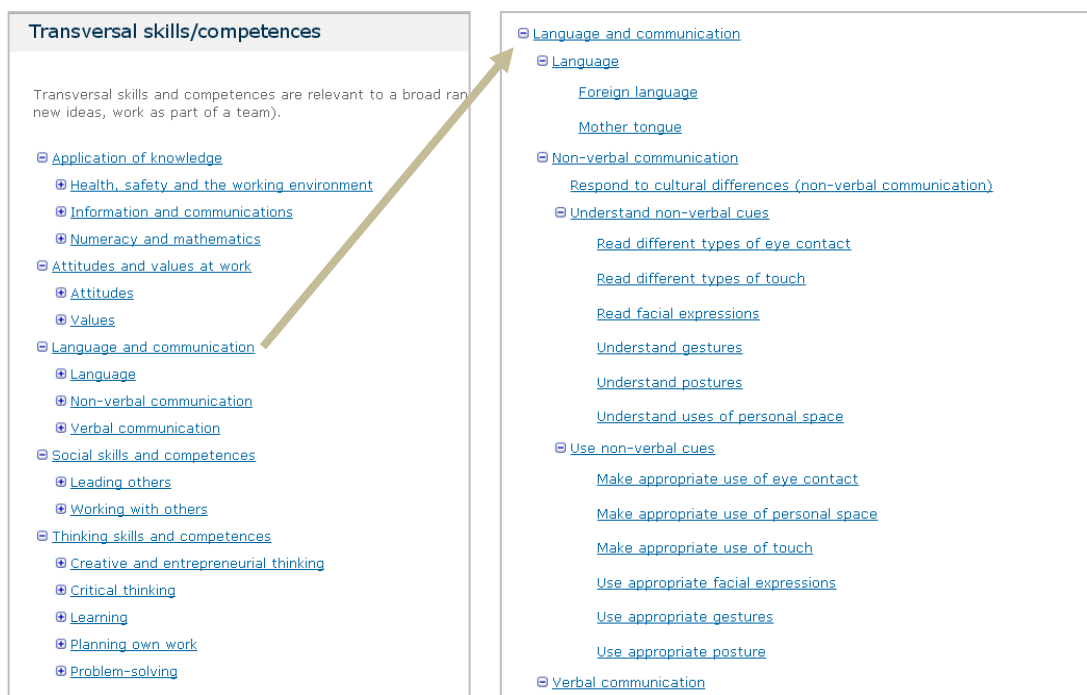 Transversal skills/competences
Transversal skills and competences are relevant to a broad ran
new ideas, work as part of a team).
Application of knowledge
Health, safety and the working environment
Information and communications
Numeracy and mathematics
Attitudes and values at work
Attitudes
Values
Language and communication
Language
Non-verbal communication
Verbal communication
Social skills and competences
Leading others
Working with others
Thinking skills and competences
Creative and entrepreneurial thinking
Critical thinking
Learning
Planning own work
Problem-solving
Language and communication
Language
Foreign language
Mother tongue
Non-verbal communication
Respond to cultural differences (non-verbal communication)
Understand non-verbal cues
Read different types of eye contact
Read different types of touch
Read facial expressions
Understand gestures
Understand postures
Understand uses of personal space
Use non-verbal cues
Make appropriate use of eye contact
Make appropriate use of personal space
Make appropriate use of touch
Use appropriate facial expressions
Use appropriate gestures
Use appropriate posture
Verbal communication